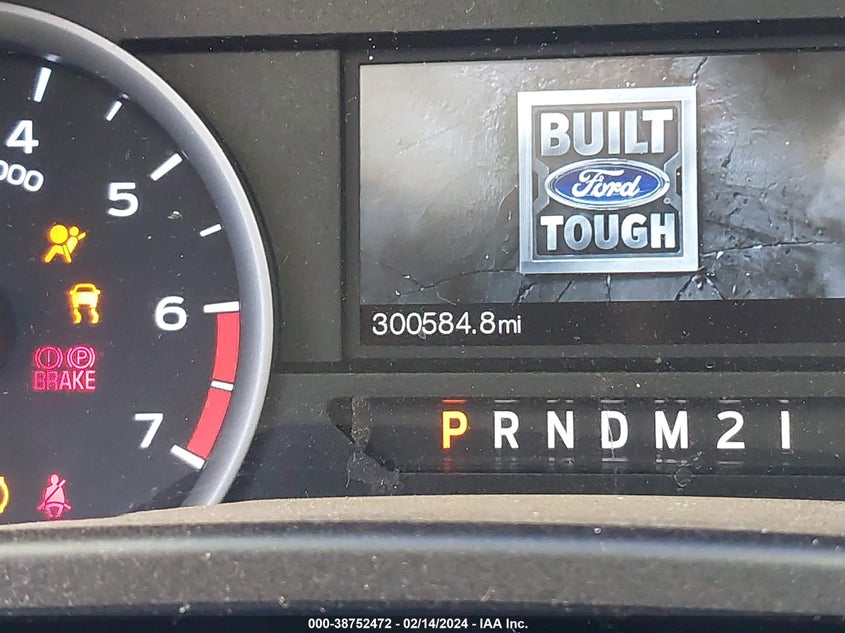 4
000
5
6
7
BRAKE
P
BUILT
Ford
TOUGH
300584.8mi
P R N D M 2 1
000-38752472 - 02/14/2024 - IAA Inc.